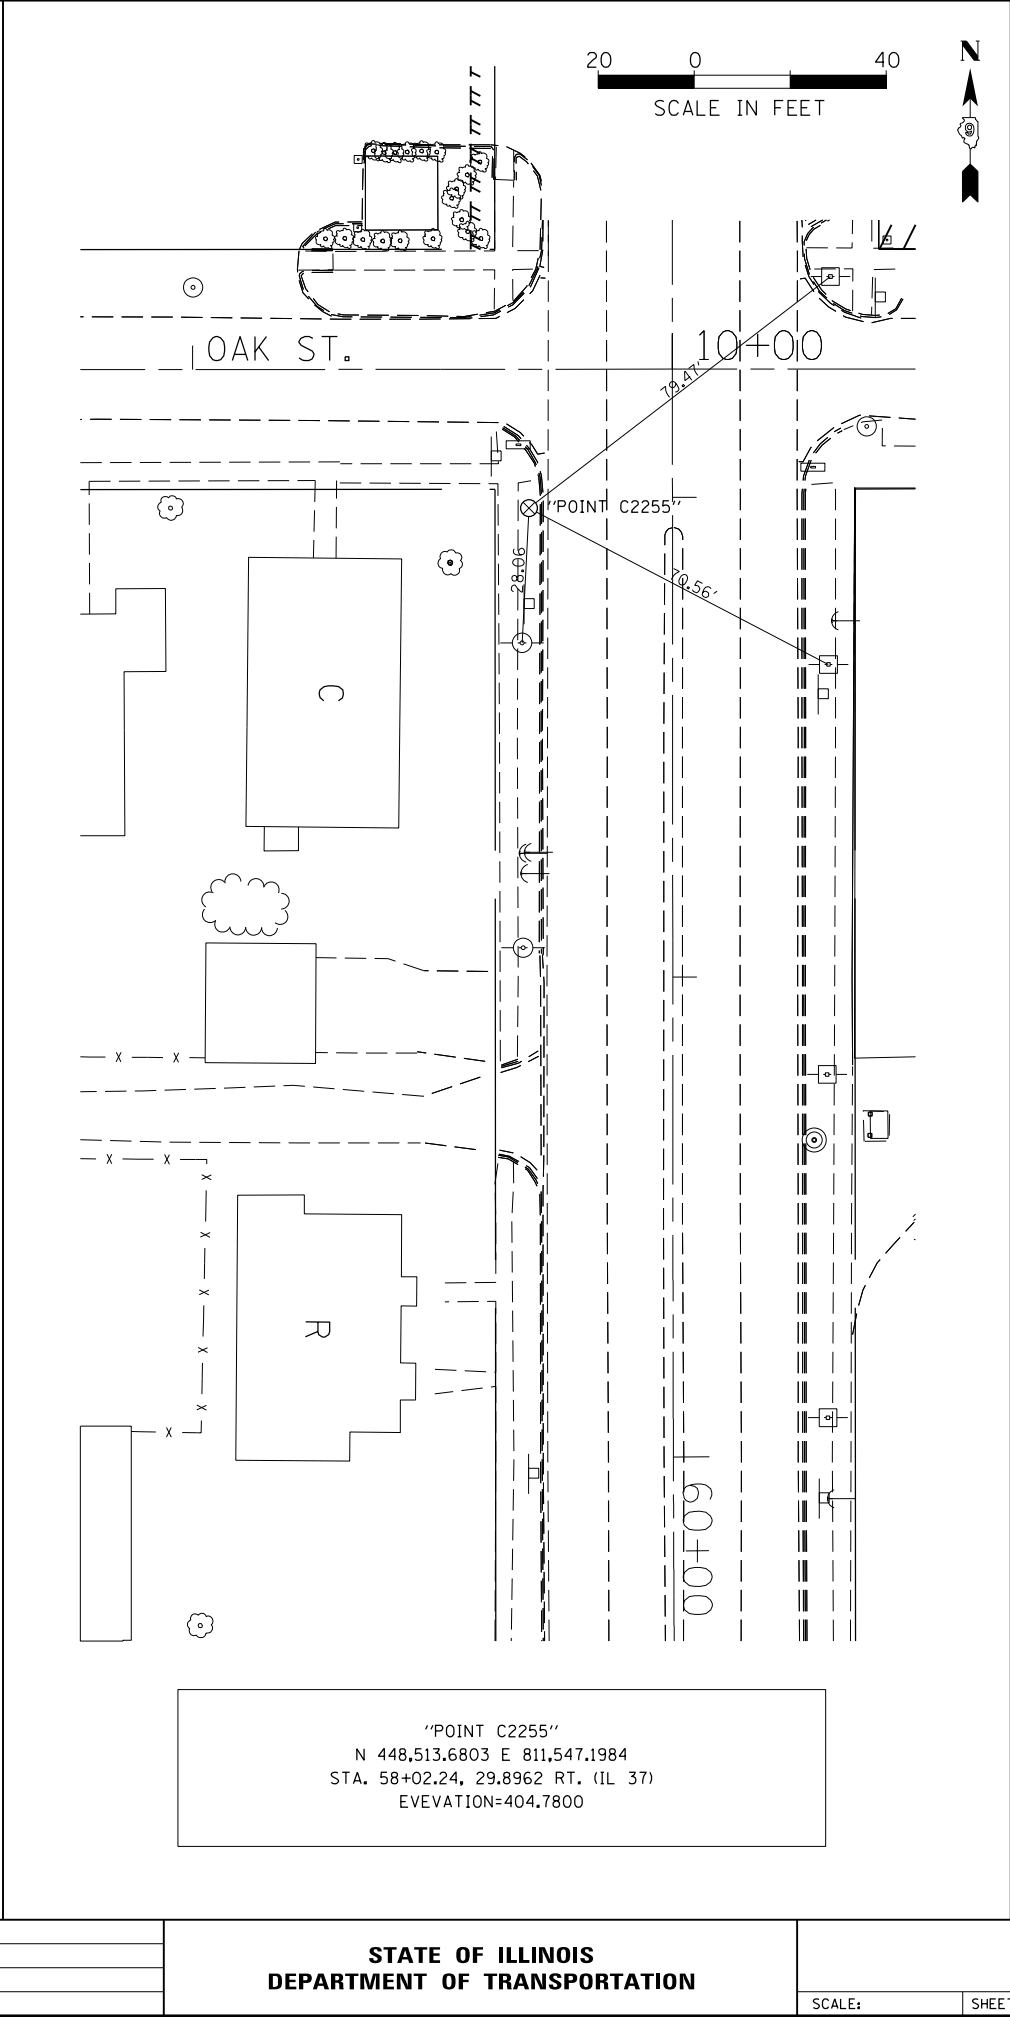 20 0 40
SCALE IN FEET
N
OAK ST.
10+00
79.47'
"POINT C2255"
28.06
70.56'
C
X X
X X
X
X
X
X
X
X
R
60+00
"POINT C2255"
N 448,513.6803 E 811,547.1984
STA. 58+02.24, 29.8962 RT. (IL 37)
EVEVATION=404.7800
STATE OF ILLINOIS
DEPARTMENT OF TRANSPORTATION
SCALE:
SHEET